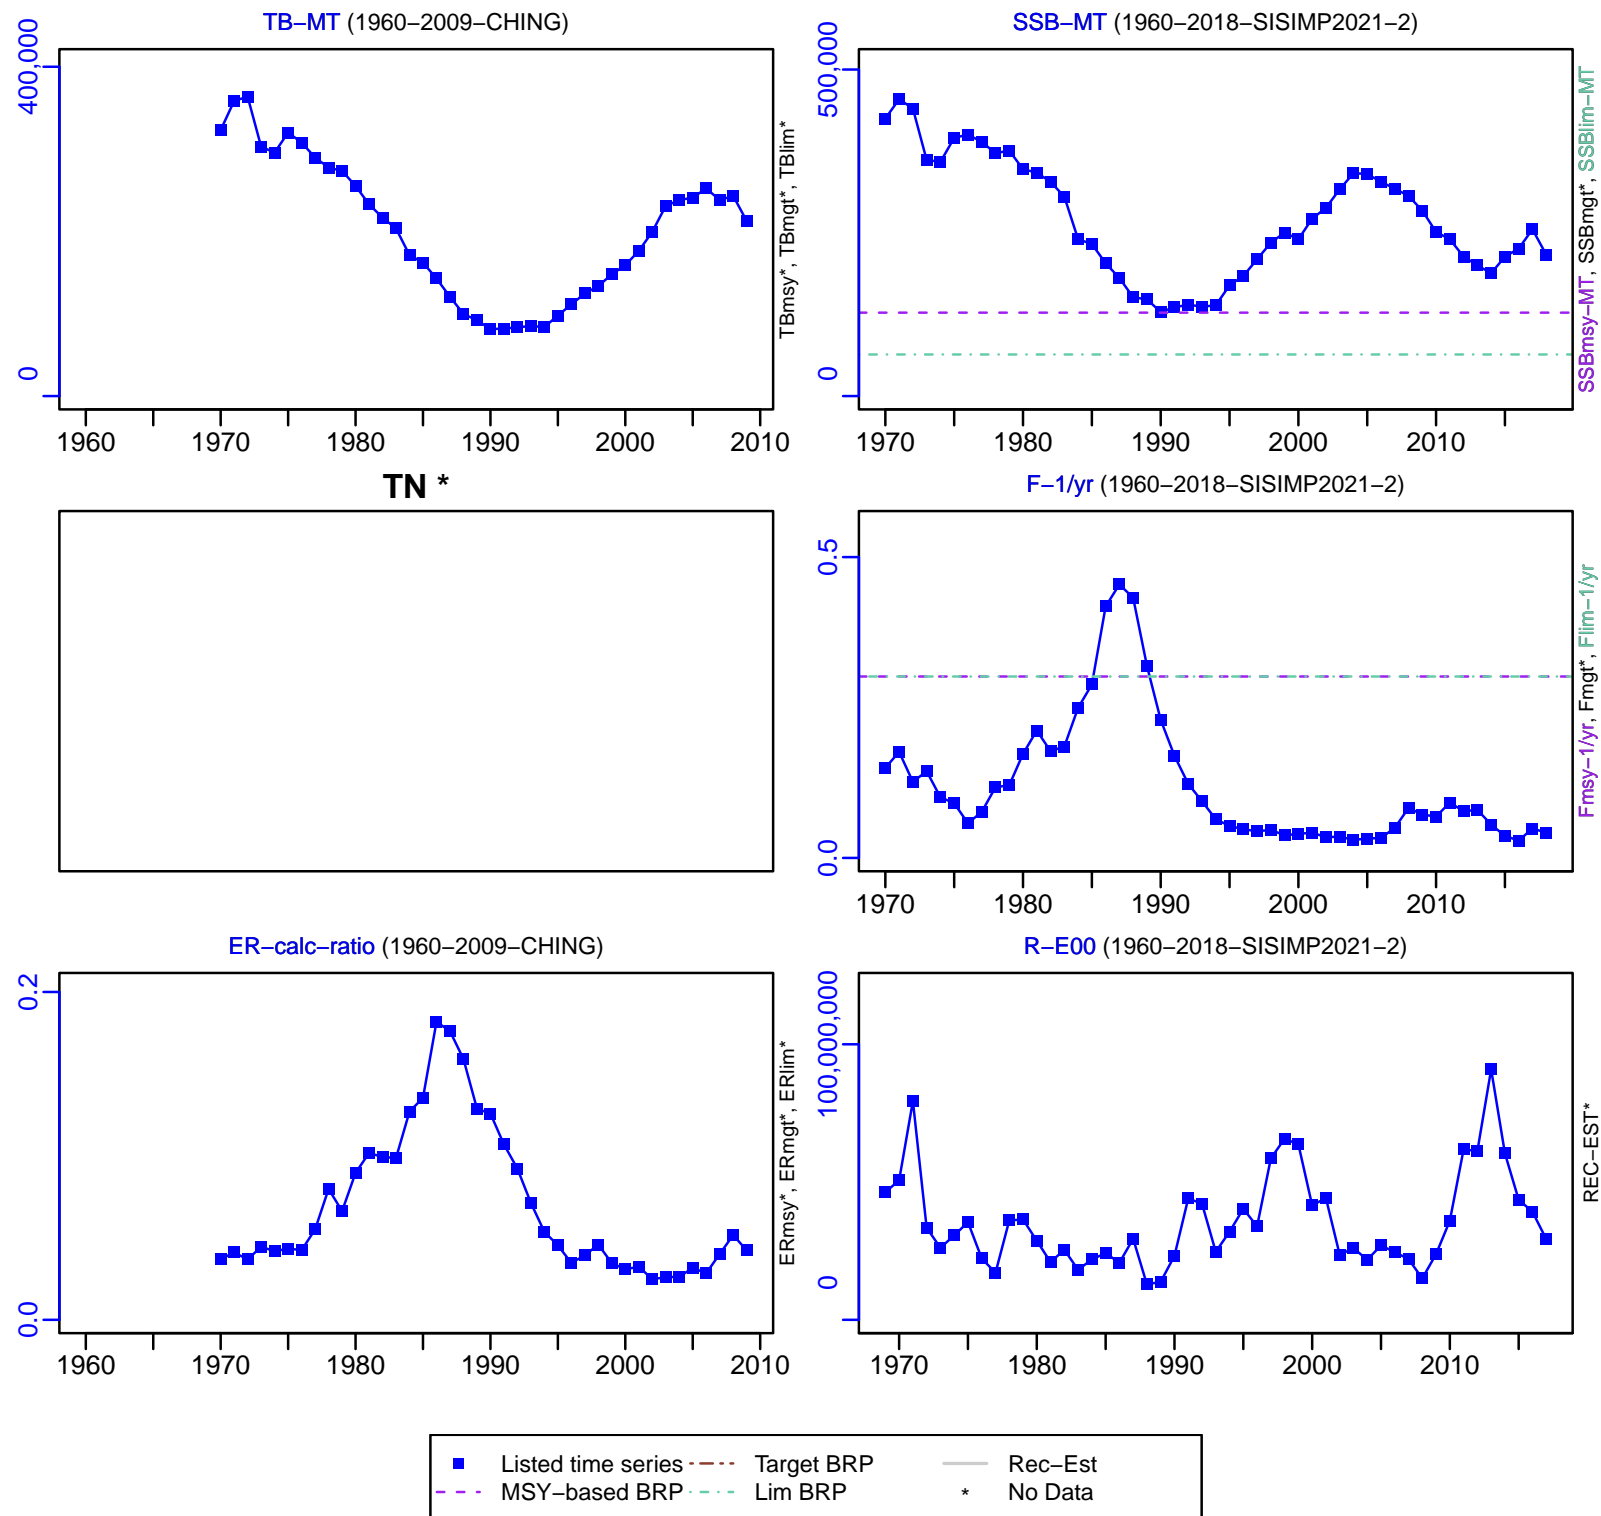 TB−MT (1960−2009−CHING)
400,000
0
TBmsy*, TBmgt*, TBlim*
1960 1970 1980 1990 2000 2010
SSB−MT (1960−2018−SISIMP2021−2)
500,000
0
SSBmsy−MT, SSBmgt*, SSBlim−MT
1970 1980 1990 2000 2010
TN *
F−1/yr (1960−2018−SISIMP2021−2)
0.5
0.0
Fmsy−1/yr, Fmgt*, Flim−1/yr
1970 1980 1990 2000 2010
ER−calc−ratio (1960−2009−CHING)
0.2
0.0
ERmsy*, ERmgt*, ERlim*
1960 1970 1980 1990 2000 2010
R−E00 (1960−2018−SISIMP2021−2)
100,000,000
0
REC−EST*
1970 1980 1990 2000 2010
Listed time series Target BRP Rec−Est
MSY−based BRP Lim BRP * No Data